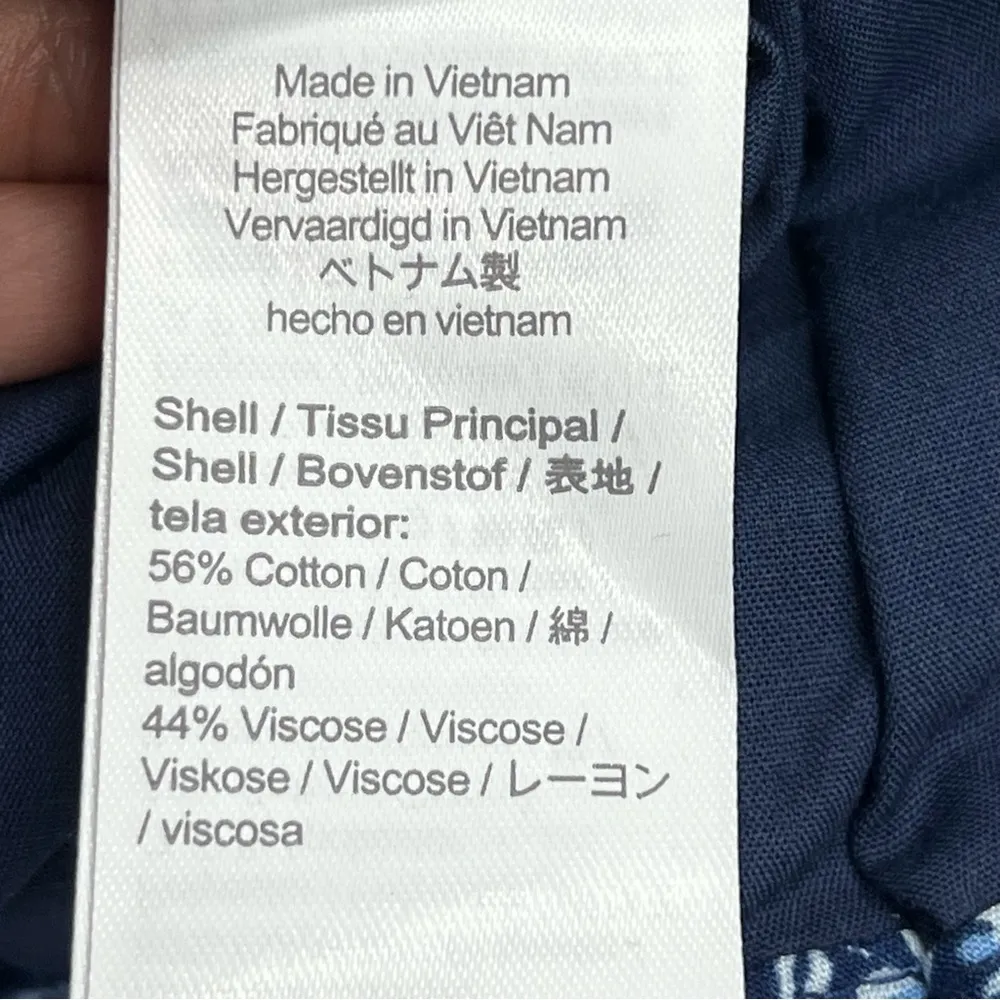 Made in Vietnam
Fabriqué au Viêt Nam
Hergestellt in Vietnam
Vervaardigd in Vietnam
ベトナム製
hecho en vietnam
Shell / Tissu Principal /
Shell / Bovenstof / 表地 /
tela exterior:
56% Cotton / Coton /
Baumwolle / Katoen / 綿 /
algodón
44% Viscose / Viscose /
Viskose / Viscose / レーヨン
/ viscosa